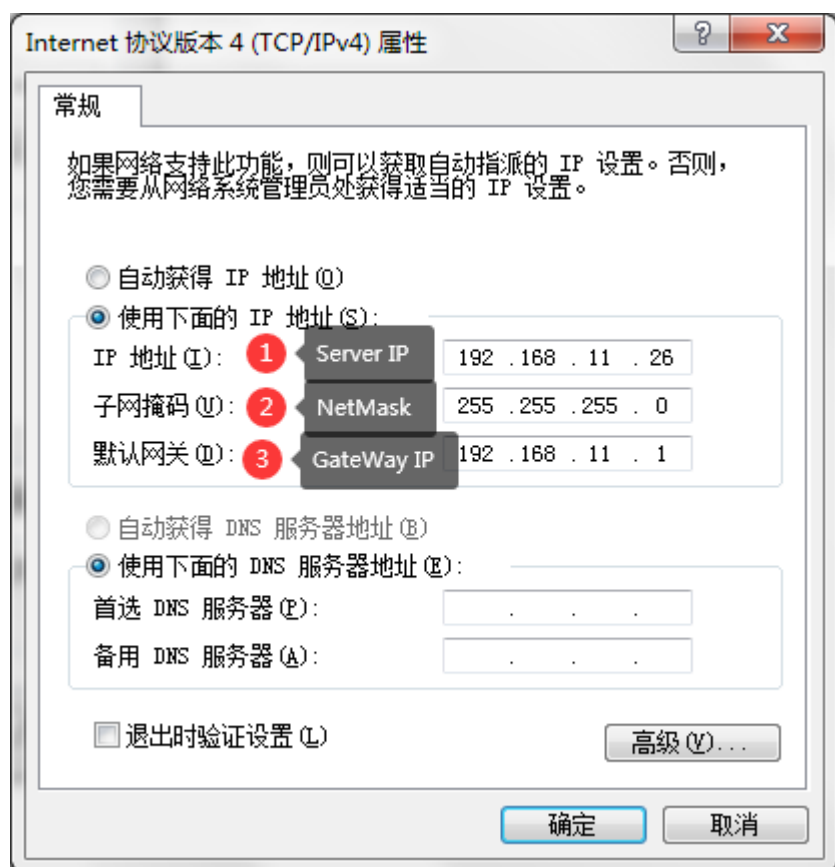 Internet 协议版本 4 (TCP/IPv4) 属性
常规
如果网络支持此功能，则可以获取自动指派的 IP 设置。否则，
您需要从网络系统管理员处获得适当的 IP 设置。
自动获得 IP 地址(O)
使用下面的 IP 地址(S):
IP 地址(I): 1 Server IP 192 .168 . 11 . 26
子网掩码(U): 2 NetMask 255 .255 .255 . 0
默认网关(D): 3 GateWay IP 192 .168 . 11 . 1
自动获得 DNS 服务器地址(B)
使用下面的 DNS 服务器地址(E):
首选 DNS 服务器(P): . . .
备用 DNS 服务器(A): . . .
退出时验证设置(L)
高级(V)...
确定 取消